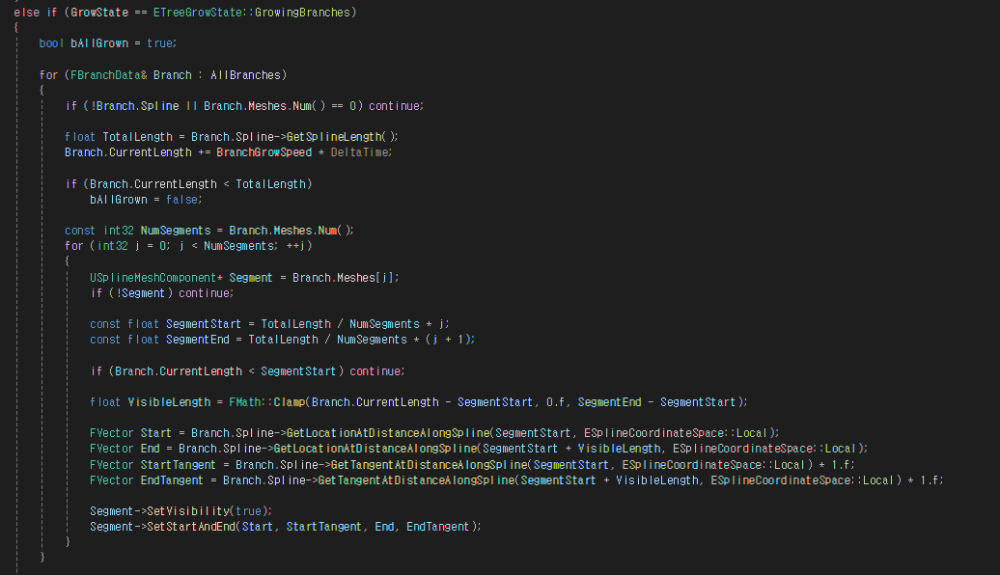 else if (GrowState == ETreeGrowState::GrowingBranches)
{
bool bAllGrown = true;
for (FBranchData& Branch : AllBranches)
{
if (!Branch.Spline || Branch.Meshes.Num() == 0) continue;
float TotalLength = Branch.Spline->GetSplineLength();
Branch.CurrentLength += BranchGrowSpeed * DeltaTime;
if (Branch.CurrentLength < TotalLength)
bAllGrown = false;
const int32 NumSegments = Branch.Meshes.Num();
for (int32 j = 0; j < NumSegments; ++j)
{
USplineMeshComponent* Segment = Branch.Meshes[j];
if (!Segment) continue;
const float SegmentStart = TotalLength / NumSegments * j;
const float SegmentEnd = TotalLength / NumSegments * (j + 1);
if (Branch.CurrentLength < SegmentStart) continue;
float VisibleLength = FMath::Clamp(Branch.CurrentLength - SegmentStart, 0.f, SegmentEnd - SegmentStart);
FVector Start = Branch.Spline->GetLocationAtDistanceAlongSpline(SegmentStart, ESplineCoordinateSpace::Local);
FVector End = Branch.Spline->GetLocationAtDistanceAlongSpline(SegmentStart + VisibleLength, ESplineCoordinateSpace::Local);
FVector StartTangent = Branch.Spline->GetTangentAtDistanceAlongSpline(SegmentStart, ESplineCoordinateSpace::Local) * 1.f;
FVector EndTangent = Branch.Spline->GetTangentAtDistanceAlongSpline(SegmentStart + VisibleLength, ESplineCoordinateSpace::Local) * 1.f;
Segment->SetVisibility(true);
Segment->SetStartAndEnd(Start, StartTangent, End, EndTangent);
}
}